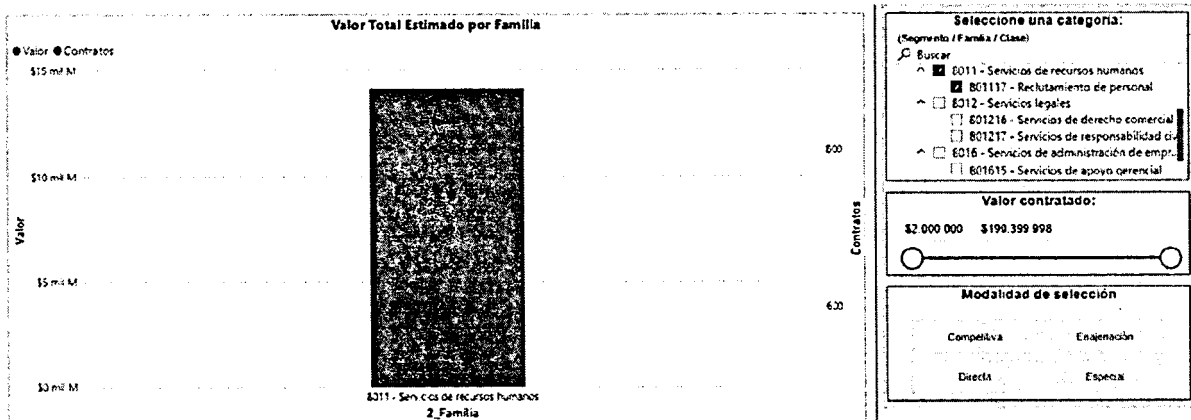 Valor Total Estimado por Familia
Valor Contratos
$15 mil M
$10 mil M
$5 mil M
$0 mil M
Valor
8011 - Servicios de recursos humanos
2_Familia
800
600
Contratos
Seleccione una categoría:
(Segmento / Familia / Clase)
Buscar
8011 - Servicios de recursos humanos
801117 - Reclutamiento de personal
8012 - Servicios legales
801216 - Servicios de derecho comercial
801217 - Servicios de responsabilidad civ
8016 - Servicios de administración de empr...
801615 - Servicios de apoyo gerencial
Valor contratado:
$2.000.000 $199.399.998
Modalidad de selección
Competitiva Enajenación
Directa Especial